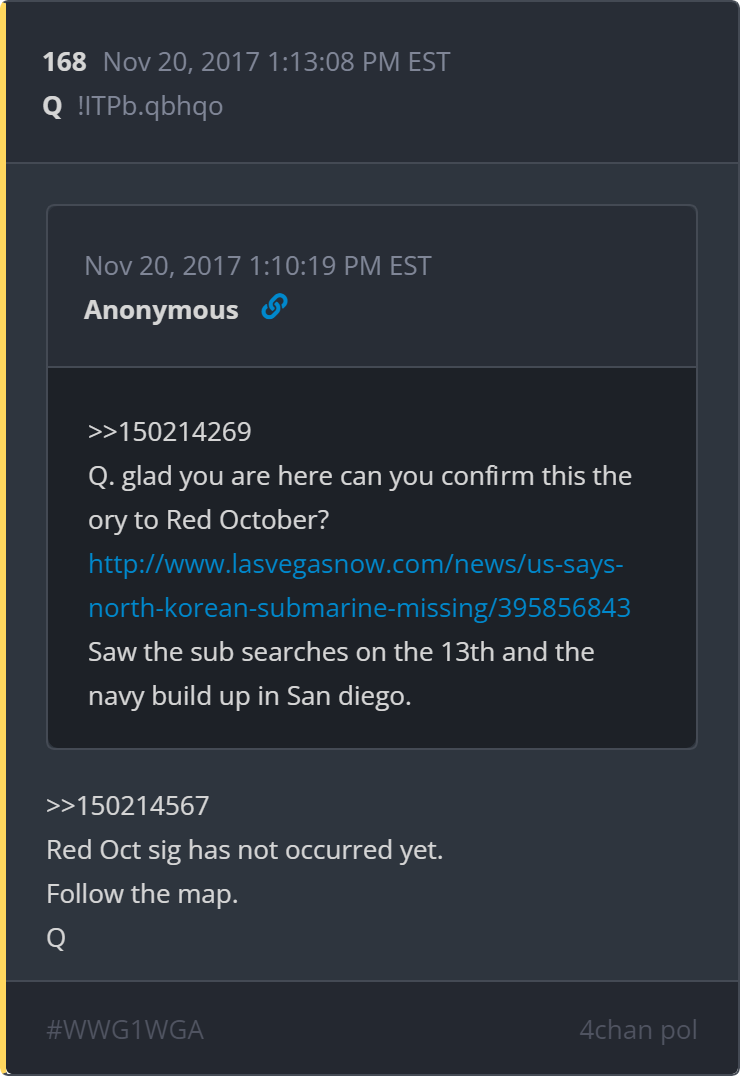 168 Nov 20, 2017 1:13:08 PM EST
Q !ITPb.qbhqo
Nov 20, 2017 1:10:19 PM EST
Anonymous
>>150214269
Q. glad you are here can you confirm this the
ory to Red October?
http://www.lasvegasnow.com/news/us-says-
north-korean-submarine-missing/395856843
Saw the sub searches on the 13th and the
navy build up in San diego.
>>150214567
Red Oct sig has not occurred yet.
Follow the map.
Q
#WWG1WGA 4chan pol